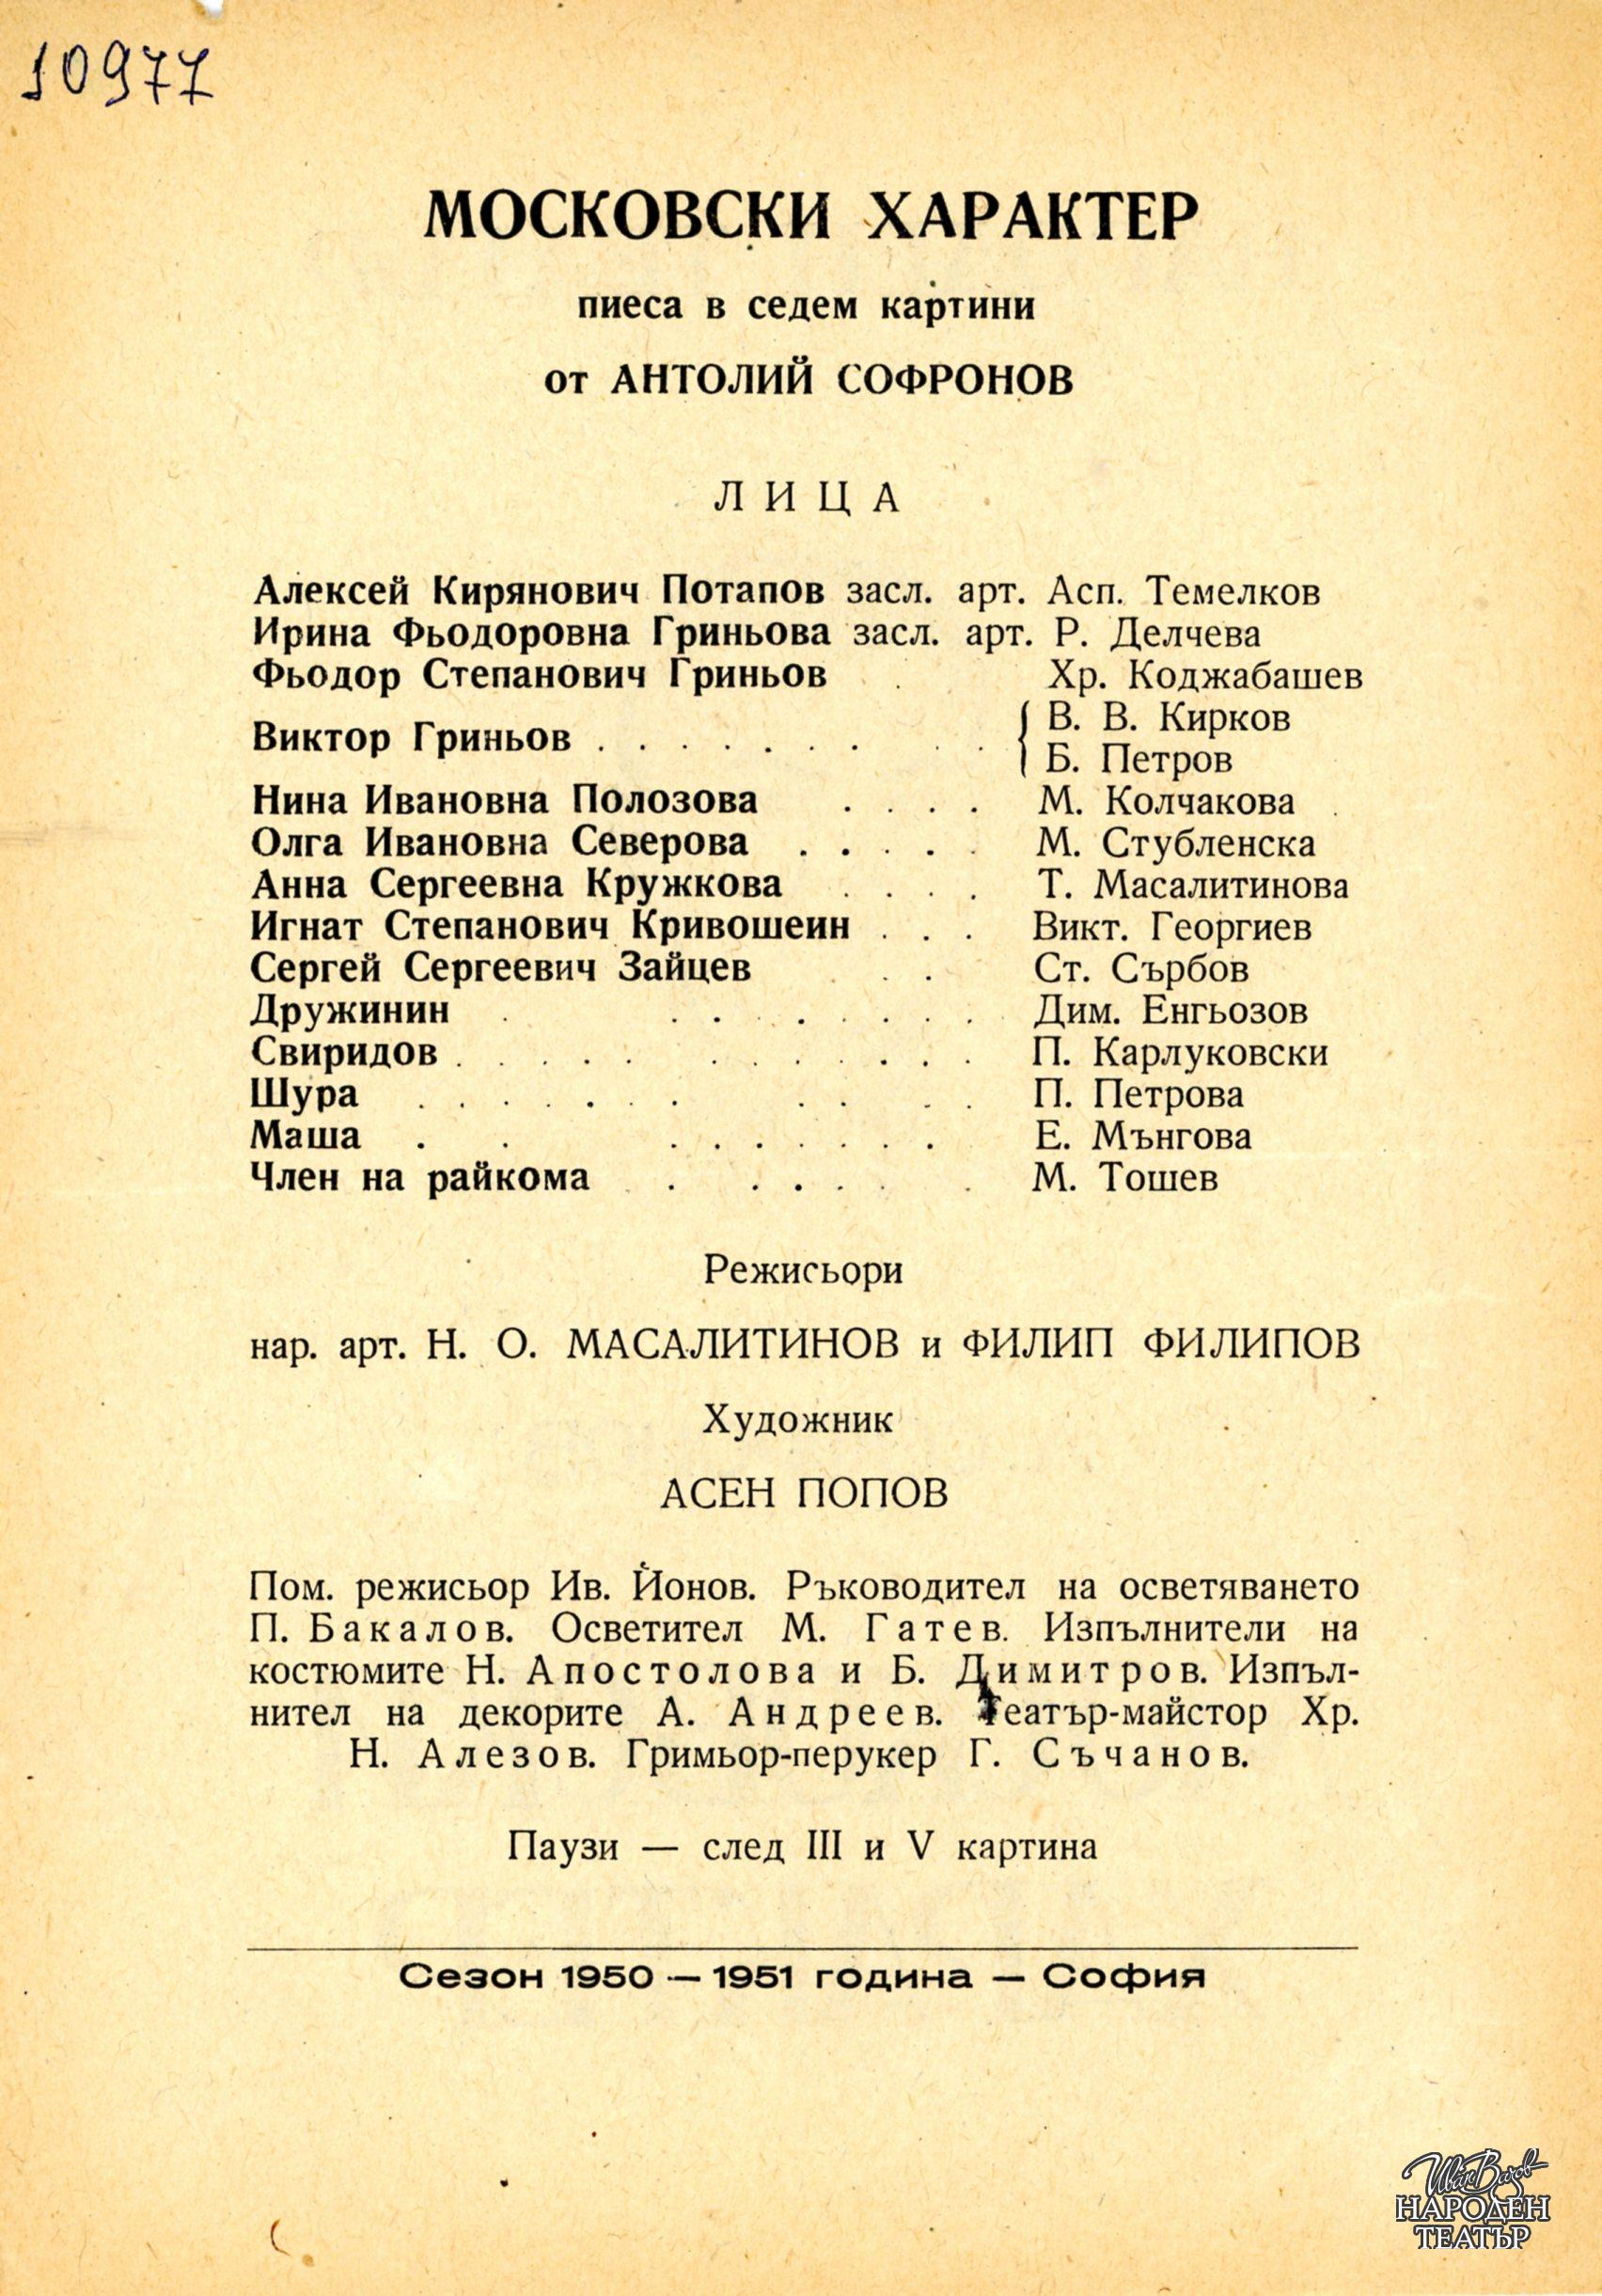 10977
МОСКОВСКИ ХАРАКТЕР
пиеса в седем картини
от АНТОЛИЙ СОФРОНОВ
ЛИЦА
Алексей Кирянович Потапов засл. арт. Асп. Темелков
Ирина Фьодоровна Гриньова засл. арт. Р. Делчева
Фьодор Степанович Гриньов . Хр. Коджабашев
Виктор Гриньов . . . . . . . . . { В. В. Кирков
Б. Петров
Нина Ивановна Полозова . . . . М. Колчакова
Олга Ивановна Северова . . . . . М. Стубленска
Анна Сергеевна Кружкова . . . . Т. Масалитинова
Игнат Степанович Кривошеин . . . Викт. Георгиев
Сергей Сергеевич Зайцев . . Ст. Сърбов
Дружинин . . . . . . . . . Дим. Енгьозов
Свиридов . . . . . . . . . . . . П. Карлуковски
Шура . . . . . . . . . . . П. Петрова
Маша . . . . . . . . . Е. Мънгова
Член на райкома . . . . . . . М. Тошев
Режисьори
нар. арт. Н. О. МАСАЛИТИНОВ и ФИЛИП ФИЛИПОВ
Художник
АСЕН ПОПОВ
Пом. режисьор Ив. Йонов. Ръководител на осветяването
П. Бакалов. Осветител М. Гатев. Изпълнители на
костюмите Н. Апостолова и Б. Димитров. Изпъл-
нител на декорите А. Андреев. Театър-майстор Хр.
Н. Алезов. Гримьор-перукер Г. Съчанов.
Паузи — след III и V картина
Сезон 1950 — 1951 година — София
Иван Вазов
НАРОДЕН
ТЕАТЪР